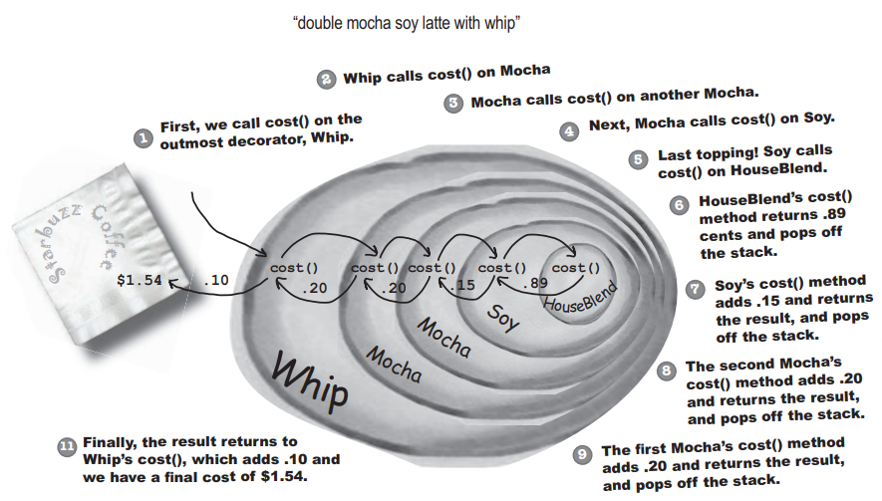 “double mocha soy latte with whip”
2 Whip calls cost() on Mocha
3 Mocha calls cost() on another Mocha.
1 First, we call cost() on the
outmost decorator, Whip.
4 Next, Mocha calls cost() on Soy.
5 Last topping! Soy calls
cost() on HouseBlend.
6 HouseBlend’s cost()
method returns .89
cents and pops off
the stack.
Starbuzz Coffee
$1.54
.10
cost() cost() cost() cost() cost()
.20 .20 .15 .89
HouseBlend
Soy
Mocha
Mocha
Whip
7 Soy’s cost() method
adds .15 and returns
the result, and pops
off the stack.
8 The second Mocha’s
cost() method adds .20
and returns the result,
and pops off the stack.
9 The first Mocha’s cost() method
adds .20 and returns the result,
and pops off the stack.
11 Finally, the result returns to
Whip’s cost(), which adds .10 and
we have a final cost of $1.54.